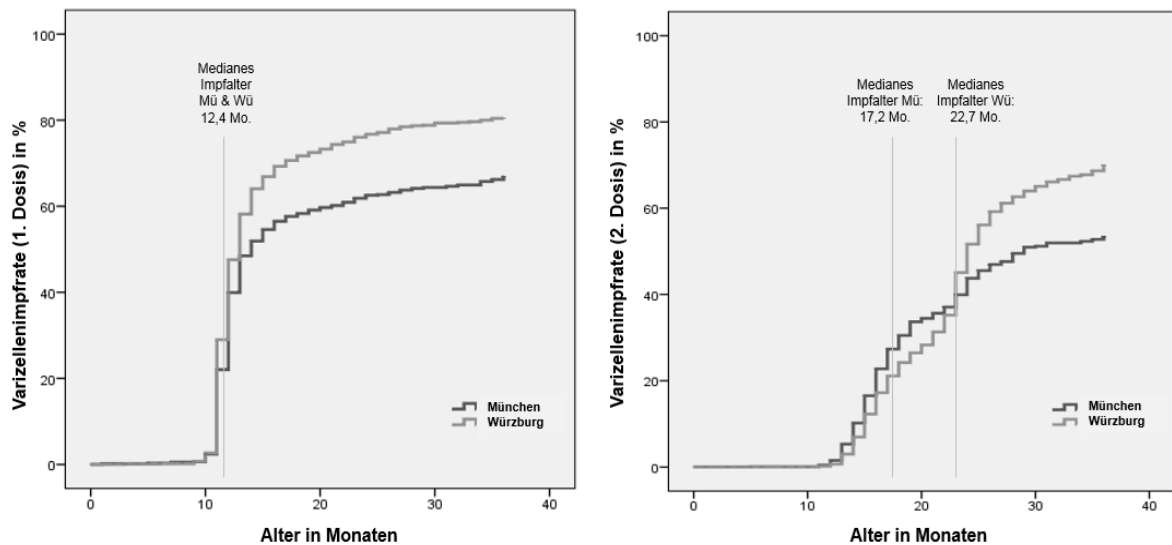 Varizellenimpfrate (1. Dosis) in %
100
80
60
40
20
0
Medianes
Impfalter
Mü & Wü
12,4 Mo.
München
Würzburg
0
10
20
30
40
Alter in Monaten
Varizellenimpfrate (2. Dosis) in %
100
80
60
40
20
0
Medianes
Impfalter Mü:
17,2 Mo.
Medianes
Impfalter Wü:
22,7 Mo.
München
Würzburg
0
10
20
30
40
Alter in Monaten